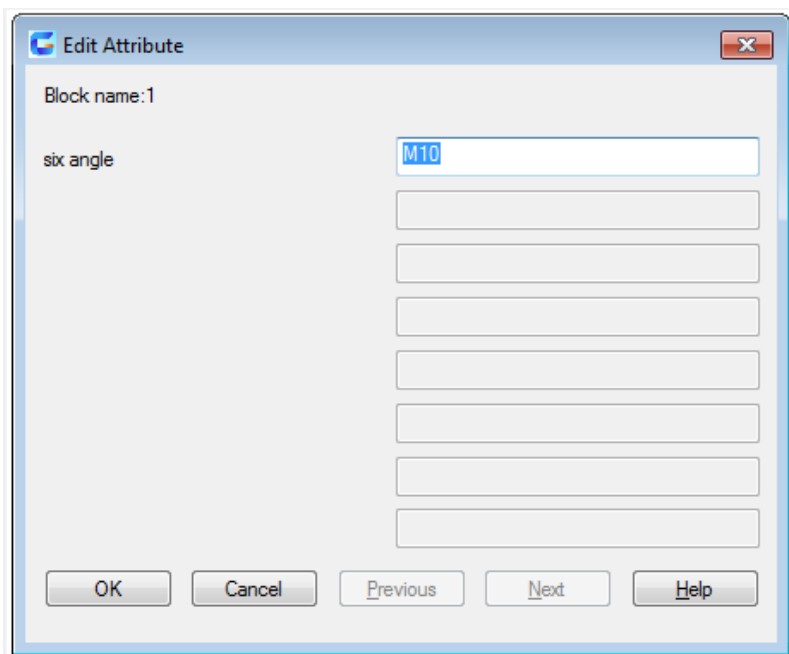 Edit Attribute
Block name:1
six angle
M10
OK
Cancel
Previous
Next
Help